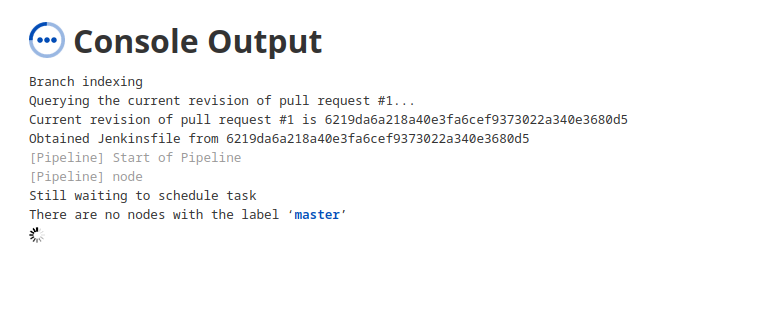 Console Output
Branch indexing
Querying the current revision of pull request #1...
Current revision of pull request #1 is 6219da6a218a40e3fa6cef9373022a340e3680d5
Obtained Jenkinsfile from 6219da6a218a40e3fa6cef9373022a340e3680d5
[Pipeline] Start of Pipeline
[Pipeline] node
Still waiting to schedule task
There are no nodes with the label ‘master’